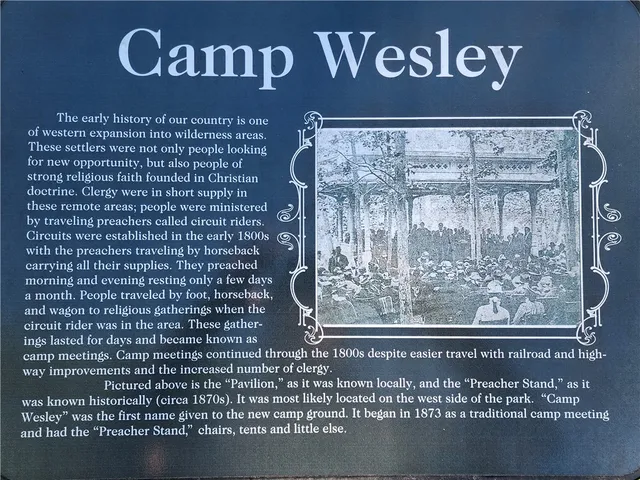 Camp Wesley
The early history of our country is one
of western expansion into wilderness areas.
These settlers were not only people looking
for new opportunity, but also people of
strong religious faith founded in Christian
doctrine. Clergy were in short supply in
these remote areas; people were ministered
by traveling preachers called circuit riders.
Circuits were established in the early 1800s
with the preachers traveling by horseback
carrying all their supplies. They preached
morning and evening resting only a few days
a month. People traveled by foot, horseback,
and wagon to religious gatherings when the
circuit rider was in the area. These gather-
ings lasted for days and became known as
camp meetings. Camp meetings continued through the 1800s despite easier travel with railroad and high-
way improvements and the increased number of clergy.
Pictured above is the “Pavilion,” as it was known locally, and the “Preacher Stand,” as it
was known historically (circa 1870s). It was most likely located on the west side of the park. “Camp
Wesley” was the first name given to the new camp ground. It began in 1873 as a traditional camp meeting
and had the “Preacher Stand,” chairs, tents and little else.